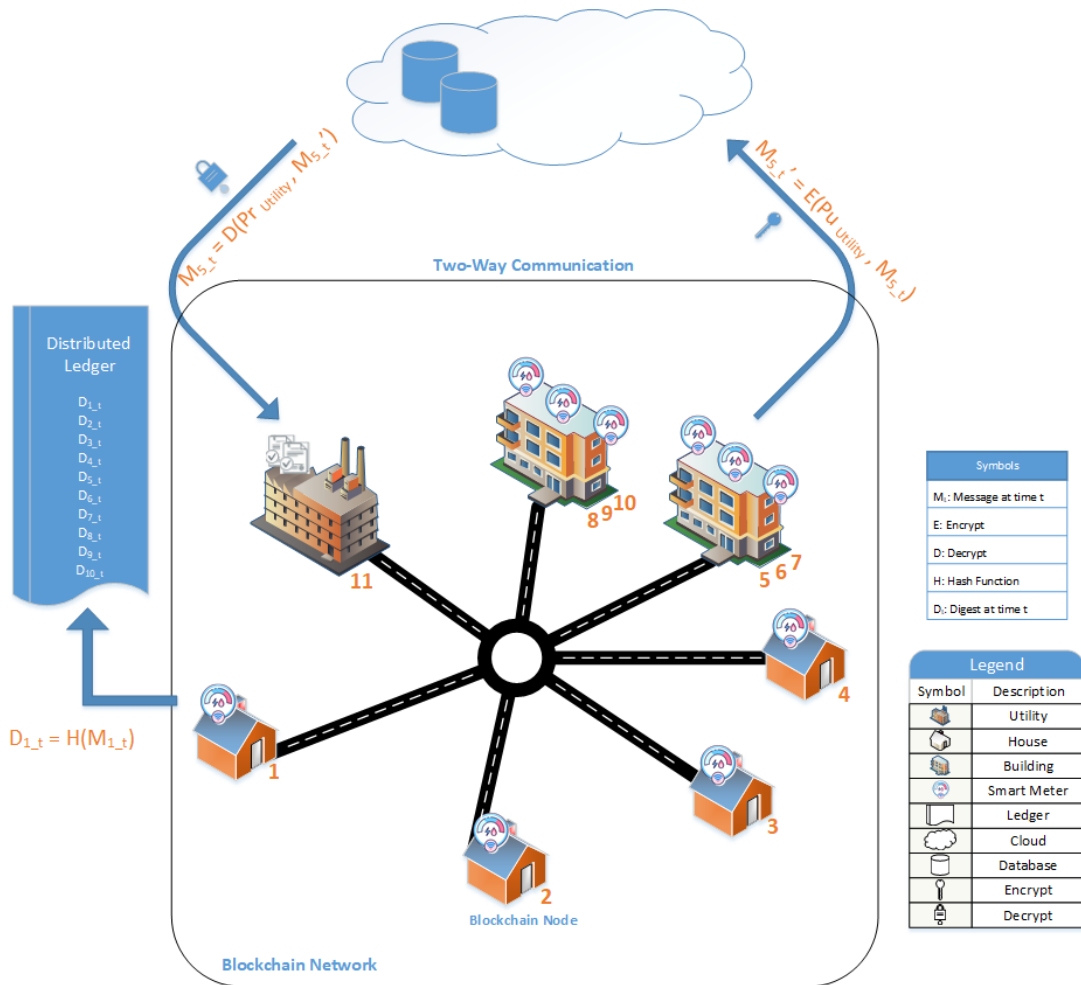 M5_t = D(Pr Utility , M5_t′)
M5_t′ = E(Pu Utility , M5_t)
Two-Way Communication
Distributed
Ledger
D1_t
D2_t
D3_t
D4_t
D5_t
D6_t
D7_t
D8_t
D9_t
D10_t
8 9 10
5 6 7
11
4
1
3
2
D1_t = H(M1_t)
Blockchain Node
Blockchain Network
Symbols
Mt: Message at time t
E: Encrypt
D: Decrypt
H: Hash Function
Dt: Digest at time t
Legend
Symbol Description
Utility
House
Building
Smart Meter
Ledger
Cloud
Database
Encrypt
Decrypt